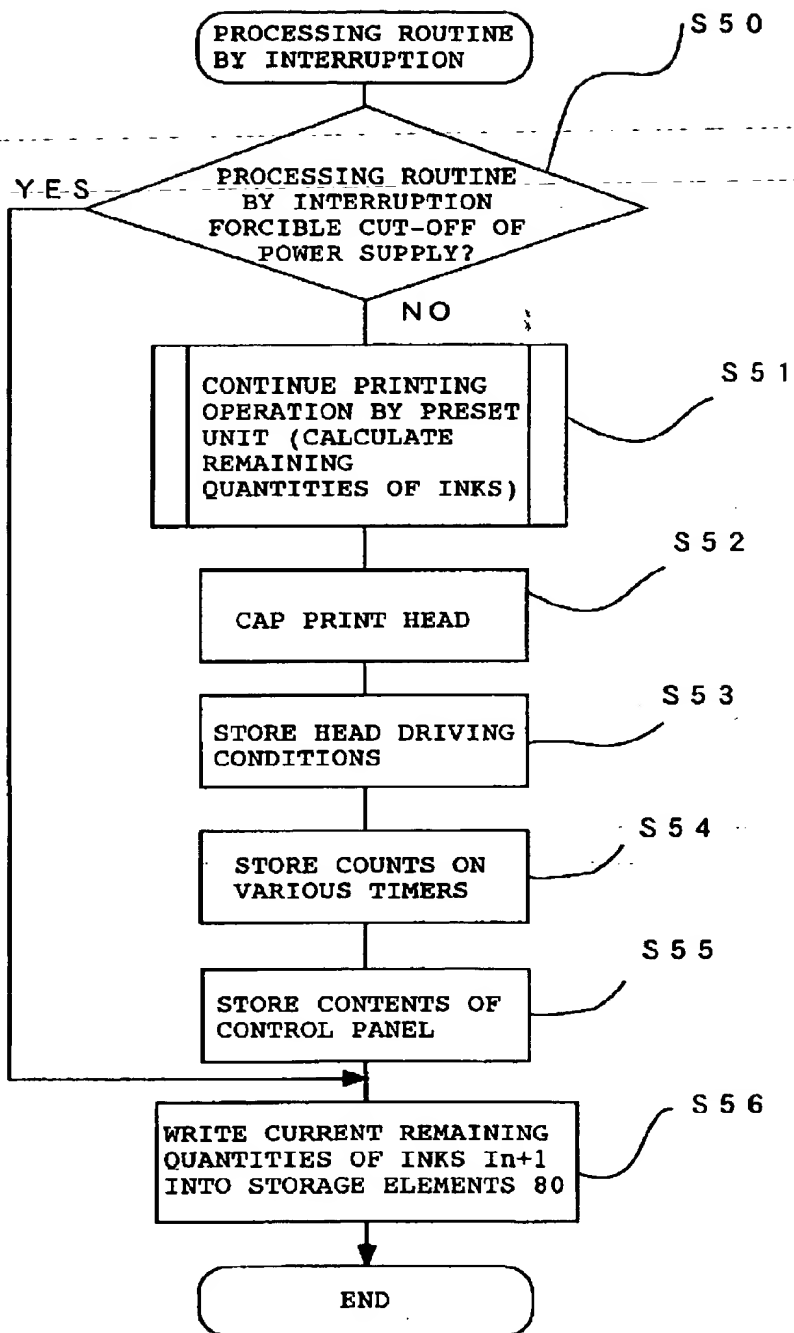 PROCESSING ROUTINE
BY INTERRUPTION
S50
YES
PROCESSING ROUTINE
BY INTERRUPTION
FORCIBLE CUT-OFF OF
POWER SUPPLY?
NO
CONTINUE PRINTING
OPERATION BY PRESET
UNIT (CALCULATE
REMAINING
QUANTITIES OF INKS)
S51
S52
CAP PRINT HEAD
S53
STORE HEAD DRIVING
CONDITIONS
S54
STORE COUNTS ON
VARIOUS TIMERS
S55
STORE CONTENTS OF
CONTROL PANEL
S56
WRITE CURRENT REMAINING
QUANTITIES OF INKS In+1
INTO STORAGE ELEMENTS 80
END